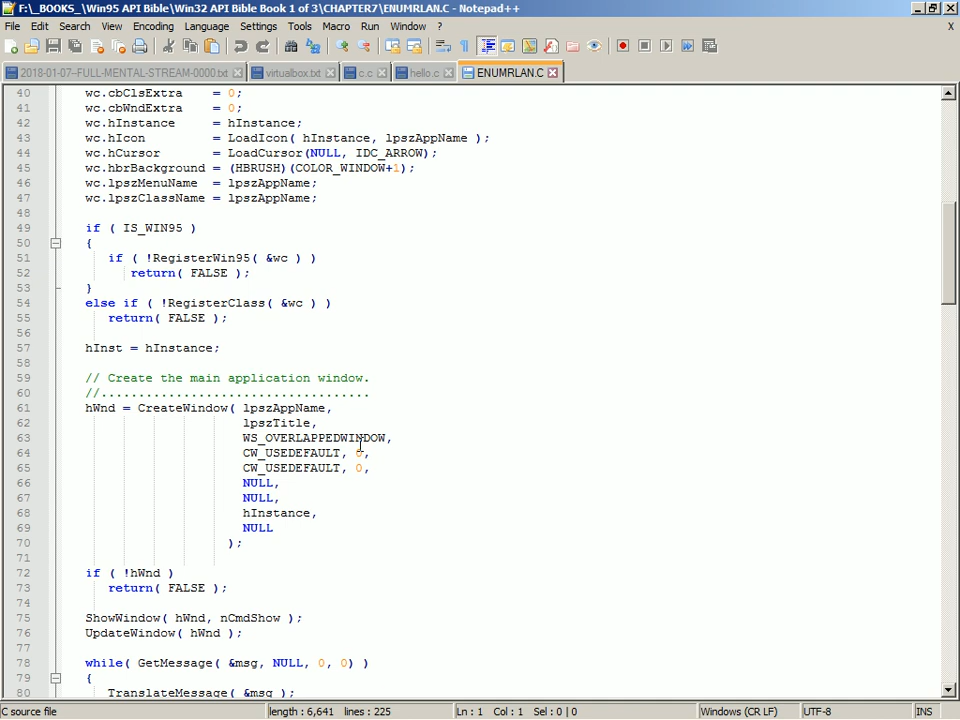 F:\_BOOKS_\Win95 API Bible\Win32 API Bible Book 1 of 3\CHAPTER7\ENUMRLAN.C - Notepad++
File Edit Search View Encoding Language Settings Tools Macro Run Window ? X
2018-01-07-FULL-MENTAL-STREAM-0000.txt virtualbox.txt c.c hello.c ENUMRLAN.C
40 wc.cbClsExtra = 0;
41 wc.cbWndExtra = 0;
42 wc.hInstance = hInstance;
43 wc.hIcon = LoadIcon( hInstance, lpszAppName );
44 wc.hCursor = LoadCursor(NULL, IDC_ARROW);
45 wc.hbrBackground = (HBRUSH)(COLOR_WINDOW+1);
46 wc.lpszMenuName = lpszAppName;
47 wc.lpszClassName = lpszAppName;
48
49 if ( IS_WIN95 )
50 {
51 if ( !RegisterWin95( &wc ) )
52 return( FALSE );
53 }
54 else if ( !RegisterClass( &wc ) )
55 return( FALSE );
56
57 hInst = hInstance;
58
59 // Create the main application window.
60 //....................................
61 hWnd = CreateWindow( lpszAppName,
62 lpszTitle,
63 WS_OVERLAPPEDWINDOW,
64 CW_USEDEFAULT, 0,
65 CW_USEDEFAULT, 0,
66 NULL,
67 NULL,
68 hInstance,
69 NULL
70 );
71
72 if ( !hWnd )
73 return( FALSE );
74
75 ShowWindow( hWnd, nCmdShow );
76 UpdateWindow( hWnd );
77
78 while( GetMessage( &msg, NULL, 0, 0) )
79 {
80 TranslateMessage( &msg );
C source file length : 6,641 lines : 225 Ln : 1 Col : 1 Sel : 0 | 0 Windows (CR LF) UTF-8 INS